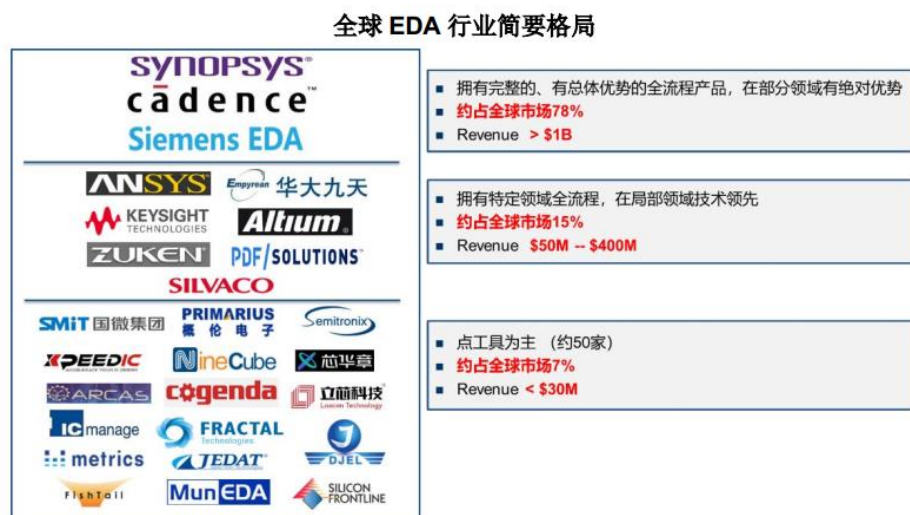 全球 EDA 行业简要格局
SYNOPSYS®
cādence™
Siemens EDA
拥有完整的、有总体优势的全流程产品，在部分领域有绝对优势
约占全球市场78%
Revenue > $1B
ANSYS
Empyrean 华大九天
KEYSIGHT
TECHNOLOGIES
Altium®
ZUKEN®
PDF/SOLUTIONS™
SILVACO
拥有特定领域全流程，在局部领域技术领先
约占全球市场15%
Revenue $50M -- $400M
SMiT 国微集团
PRIMARIUS
概伦电子
Semitronix
XPEEDIC
NineCube
芯华章
ARCAS
cogenda
立芯科技
Leacon Technology
IC manage
FRACTAL
Technologies
DJEL
metrics
JEDAT
FishTail
MunEDA
SILICON
FRONTLINE
点工具为主 （约50家）
约占全球市场7%
Revenue < $30M